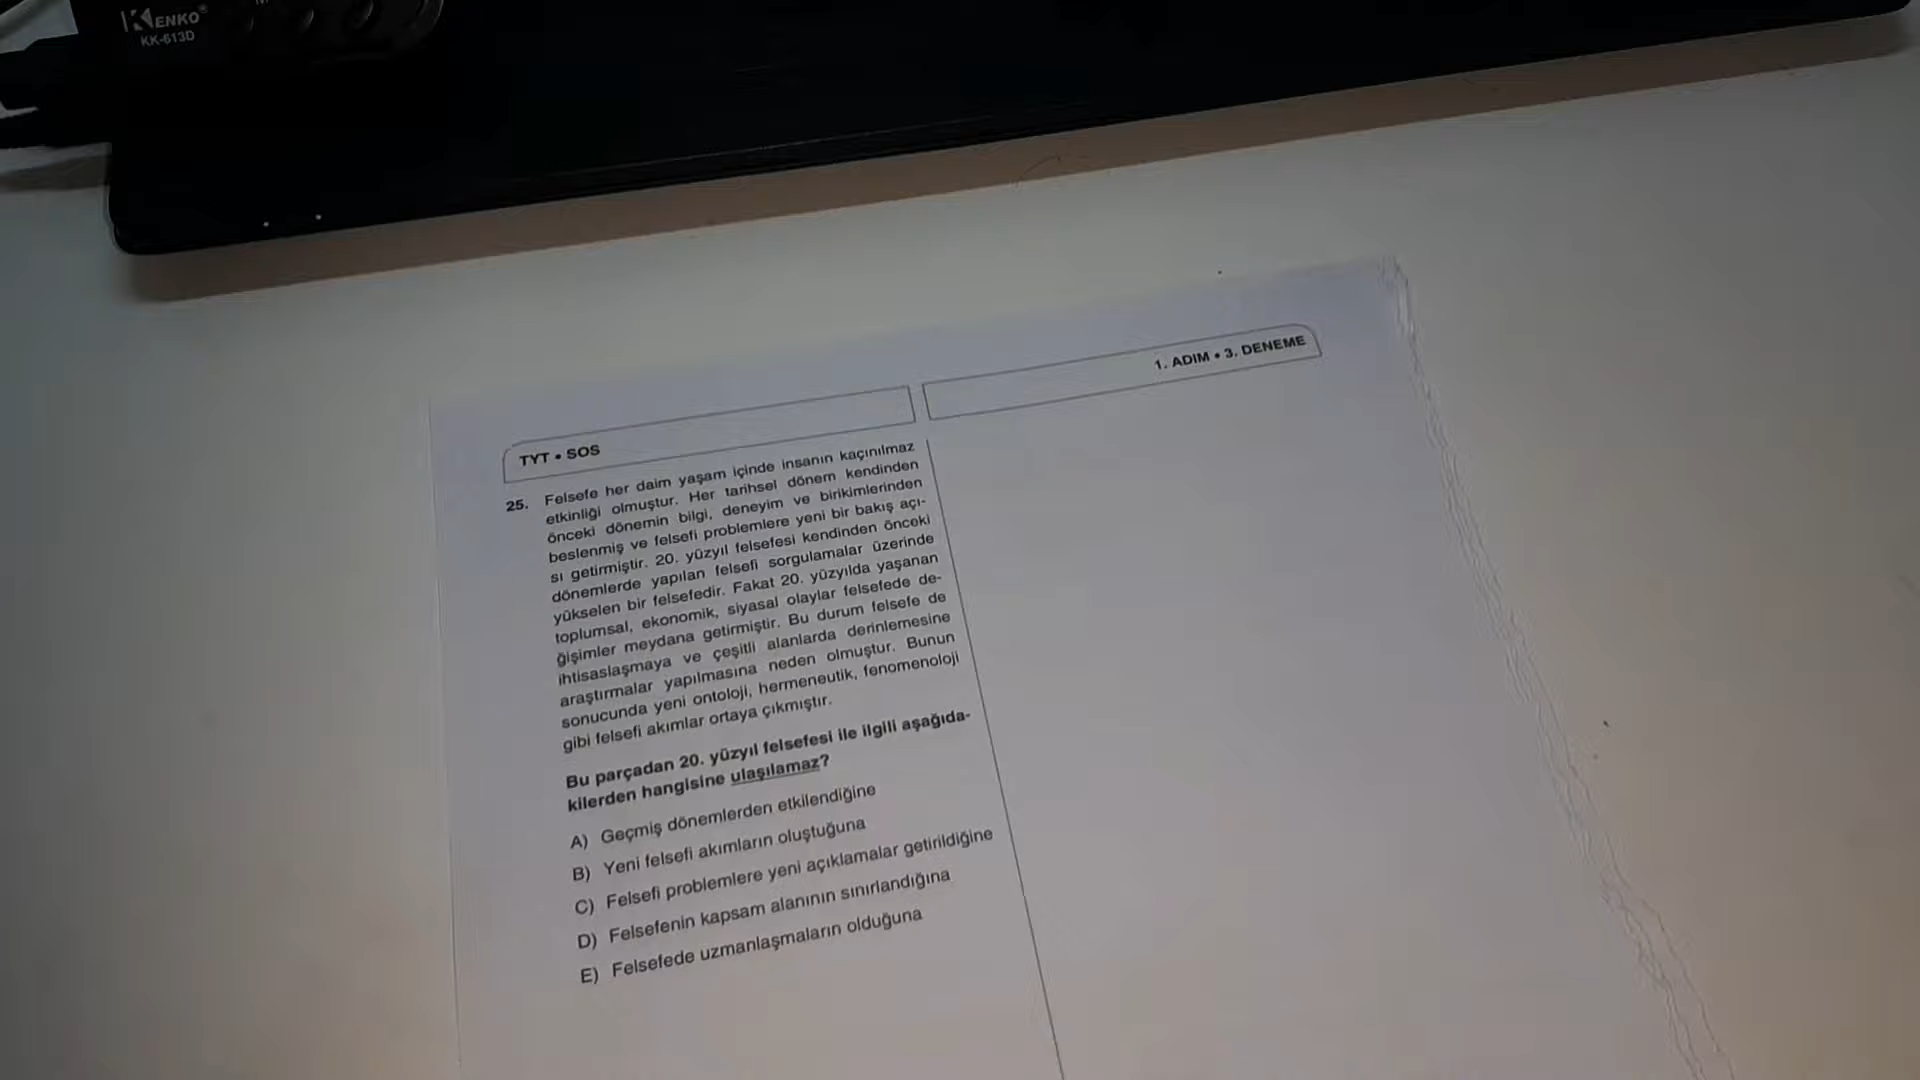 KENKO®
KK-613D
TYT • SOS
1. ADIM • 3. DENEME
25. Felsefe her daim yaşam içinde insanın kaçınılmaz
etkinliği olmuştur. Her tarihsel dönem kendinden
önceki dönemin bilgi, deneyim ve birikimlerinden
beslenmiş ve felsefi problemlere yeni bir bakış açı-
sı getirmiştir. 20. yüzyıl felsefesi kendinden önceki
dönemlerde yapılan felsefi sorgulamalar üzerinde
yükselen bir felsefedir. Fakat 20. yüzyılda yaşanan
toplumsal, ekonomik, siyasal olaylar felsefede de-
ğişimler meydana getirmiştir. Bu durum felsefe de
ihtisaslaşmaya ve çeşitli alanlarda derinlemesine
araştırmalar yapılmasına neden olmuştur. Bunun
sonucunda yeni ontoloji, hermeneutik, fenomenoloji
gibi felsefi akımlar ortaya çıkmıştır.
Bu parçadan 20. yüzyıl felsefesi ile ilgili aşağıda-
kilerden hangisine ulaşılamaz?
A) Geçmiş dönemlerden etkilendiğine
B) Yeni felsefi akımların oluştuğuna
C) Felsefi problemlere yeni açıklamalar getirildiğine
D) Felsefenin kapsam alanının sınırlandığına
E) Felsefede uzmanlaşmaların olduğuna